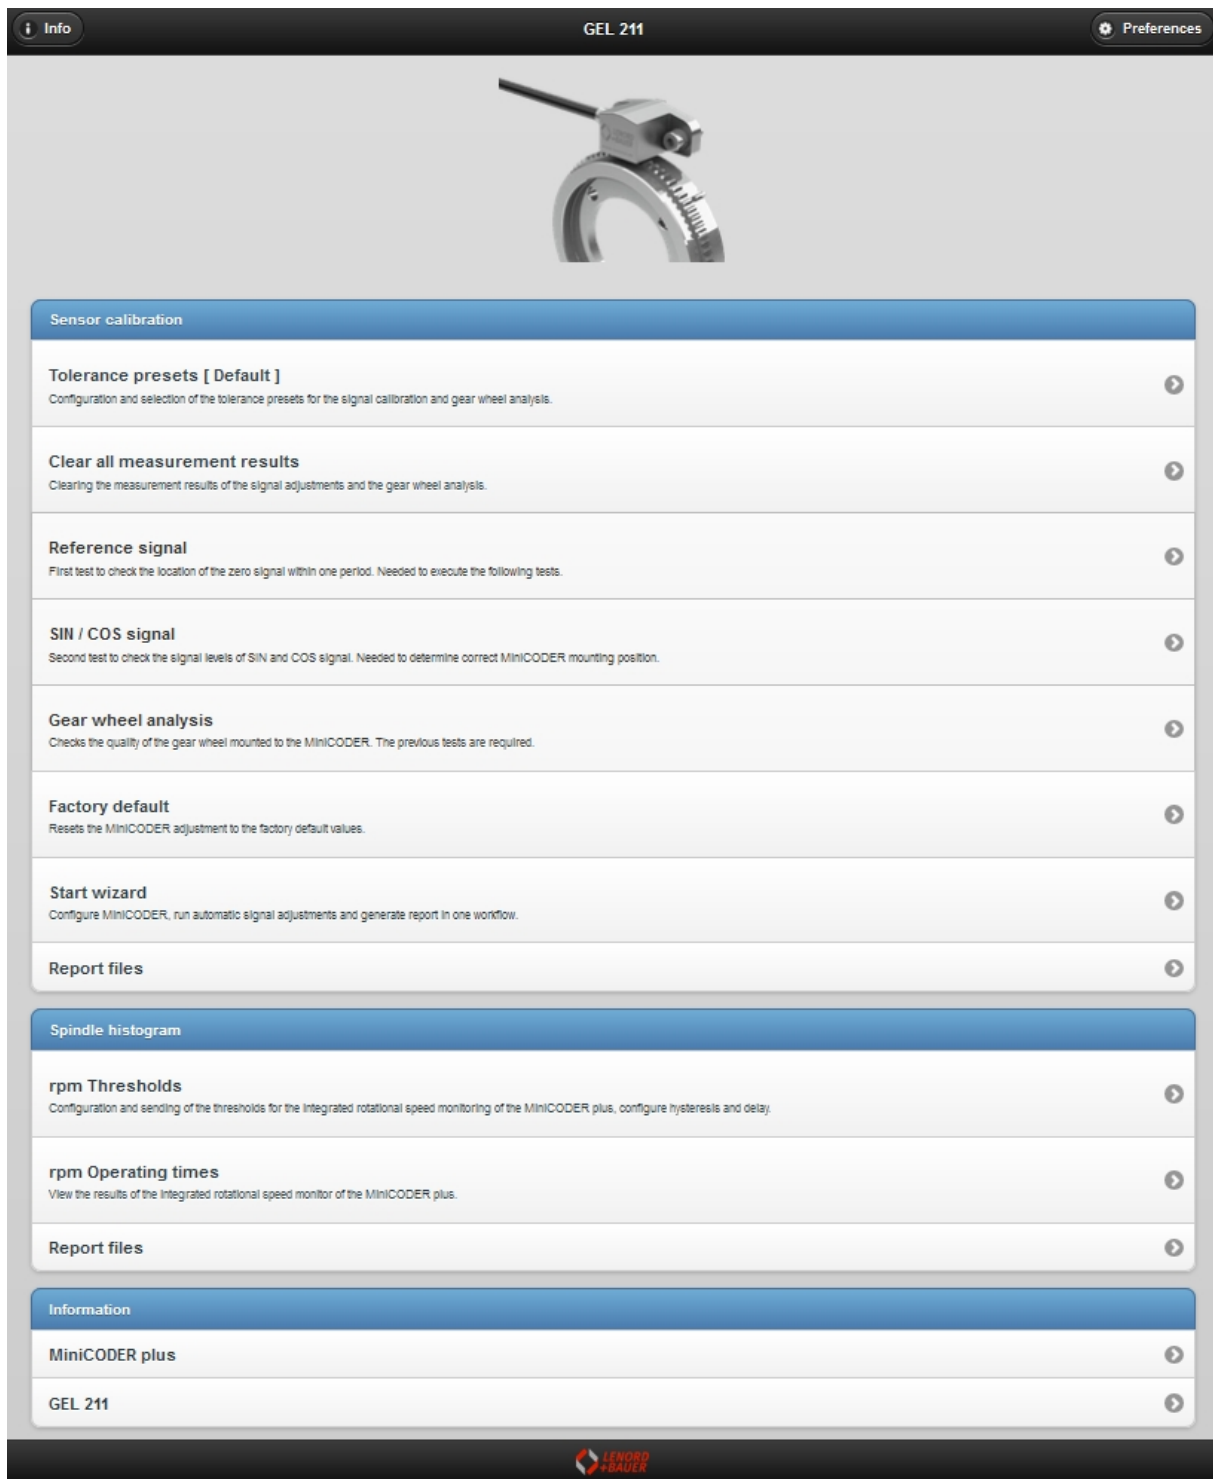 Info
GEL 211
Preferences
LENORD
+BAUER
Sensor calibration
Tolerance presets [ Default ]
Configuration and selection of the tolerance presets for the signal calibration and gear wheel analysis.
Clear all measurement results
Clearing the measurement results of the signal adjustments and the gear wheel analysis.
Reference signal
First test to check the location of the zero signal within one period. Needed to execute the following tests.
SIN / COS signal
Second test to check the signal levels of SIN and COS signal. Needed to determine correct MiniCODER mounting position.
Gear wheel analysis
Checks the quality of the gear wheel mounted to the MiniCODER. The previous tests are required.
Factory default
Resets the MiniCODER adjustment to the factory default values.
Start wizard
Configure MiniCODER, run automatic signal adjustments and generate report in one workflow.
Report files
Spindle histogram
rpm Thresholds
Configuration and sending of the thresholds for the integrated rotational speed monitoring of the MiniCODER plus, configure hysteresis and delay.
rpm Operating times
View the results of the integrated rotational speed monitor of the MiniCODER plus.
Report files
Information
MiniCODER plus
GEL 211
LENORD
+BAUER